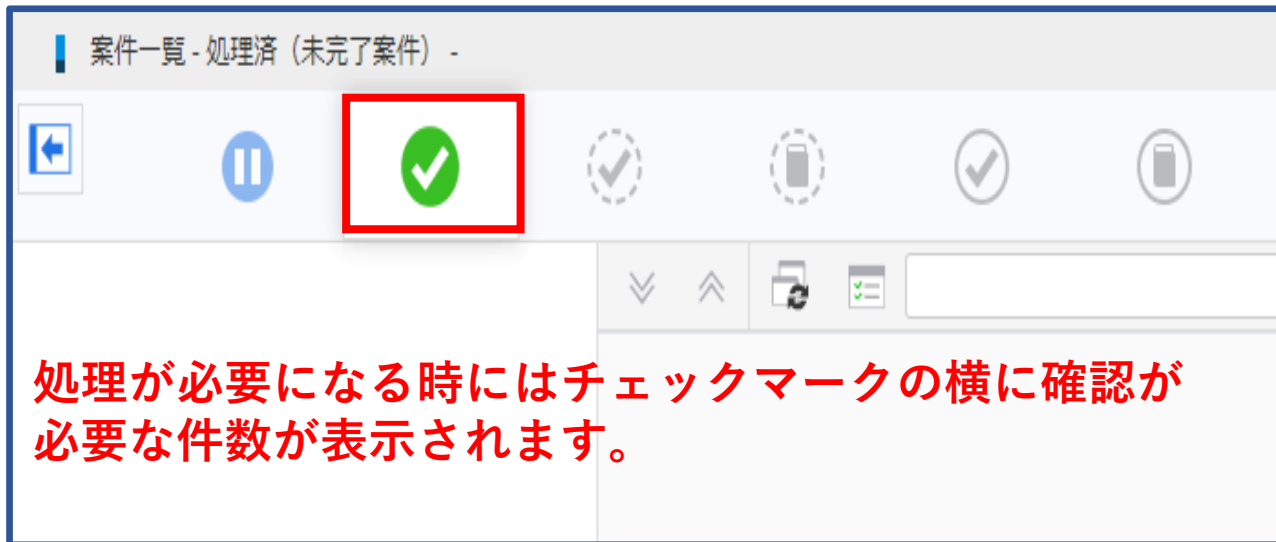 案件一覧 - 処理済（未完了案件） -
処理が必要になる時にはチェックマークの横に確認が
必要な件数が表示されます。